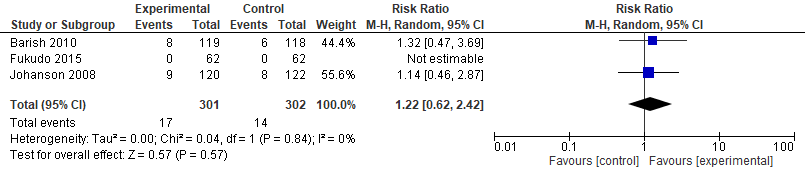 Experimental Control Risk Ratio Risk Ratio
Study or Subgroup Events Total Events Total Weight M-H, Random, 95% CI M-H, Random, 95% CI
Barish 2010 8 119 6 118 44.4% 1.32 [0.47, 3.69]
Fukudo 2015 0 62 0 62 Not estimable
Johanson 2008 9 120 8 122 55.6% 1.14 [0.46, 2.87]
Total (95% CI) 301 302 100.0% 1.22 [0.62, 2.42]
Total events 17 14
Heterogeneity: Tau² = 0.00; Chi² = 0.04, df = 1 (P = 0.84); I² = 0%
Test for overall effect: Z = 0.57 (P = 0.57)
0.01 0.1 1 10 100
Favours [control] Favours [experimental]